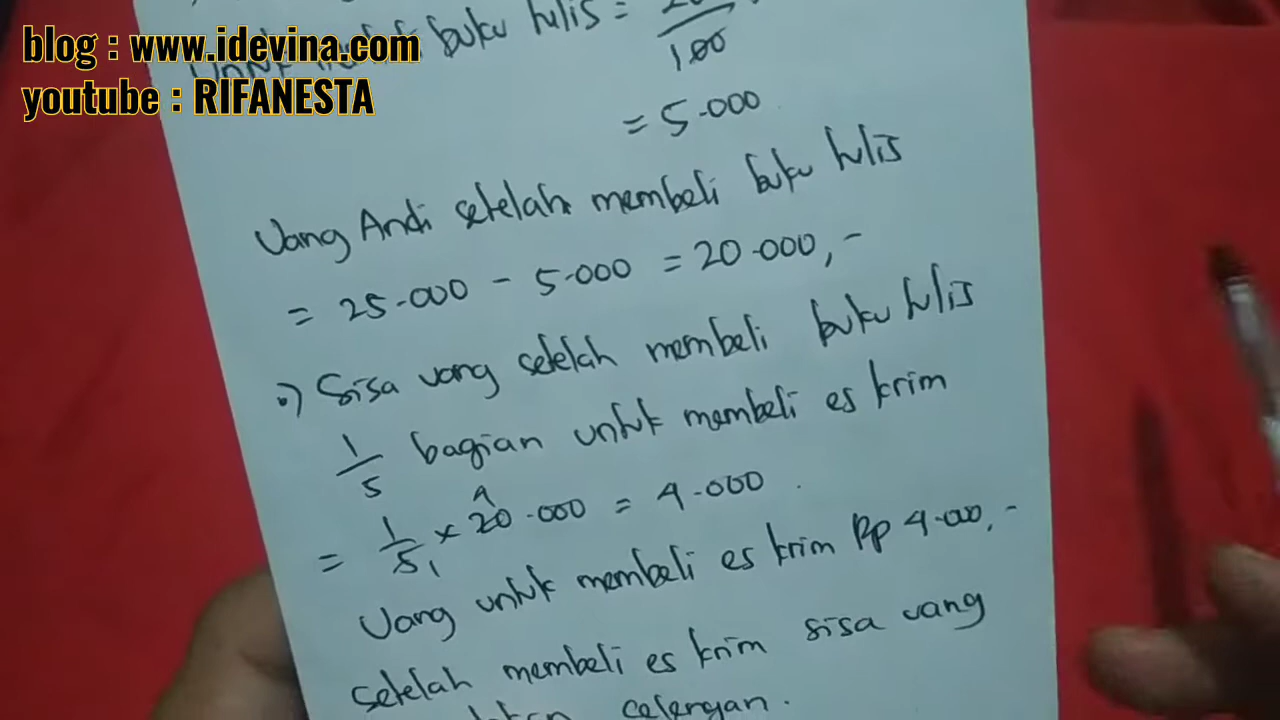 blog : www.idevina.com
youtube : RIFANESTA
buku tulis =
100
= 5.000
Uang Andi setelah membeli buku tulis
= 25.000 - 5.000 = 20.000,-
•) Sisa uang setelah membeli buku tulis
1/5 bagian untuk membeli es krim
= 1/5 1 x 20 4 .000 = 4.000
Uang untuk membeli es krim Rp 4.000,-
setelah membeli es krim sisa uang
celengan.